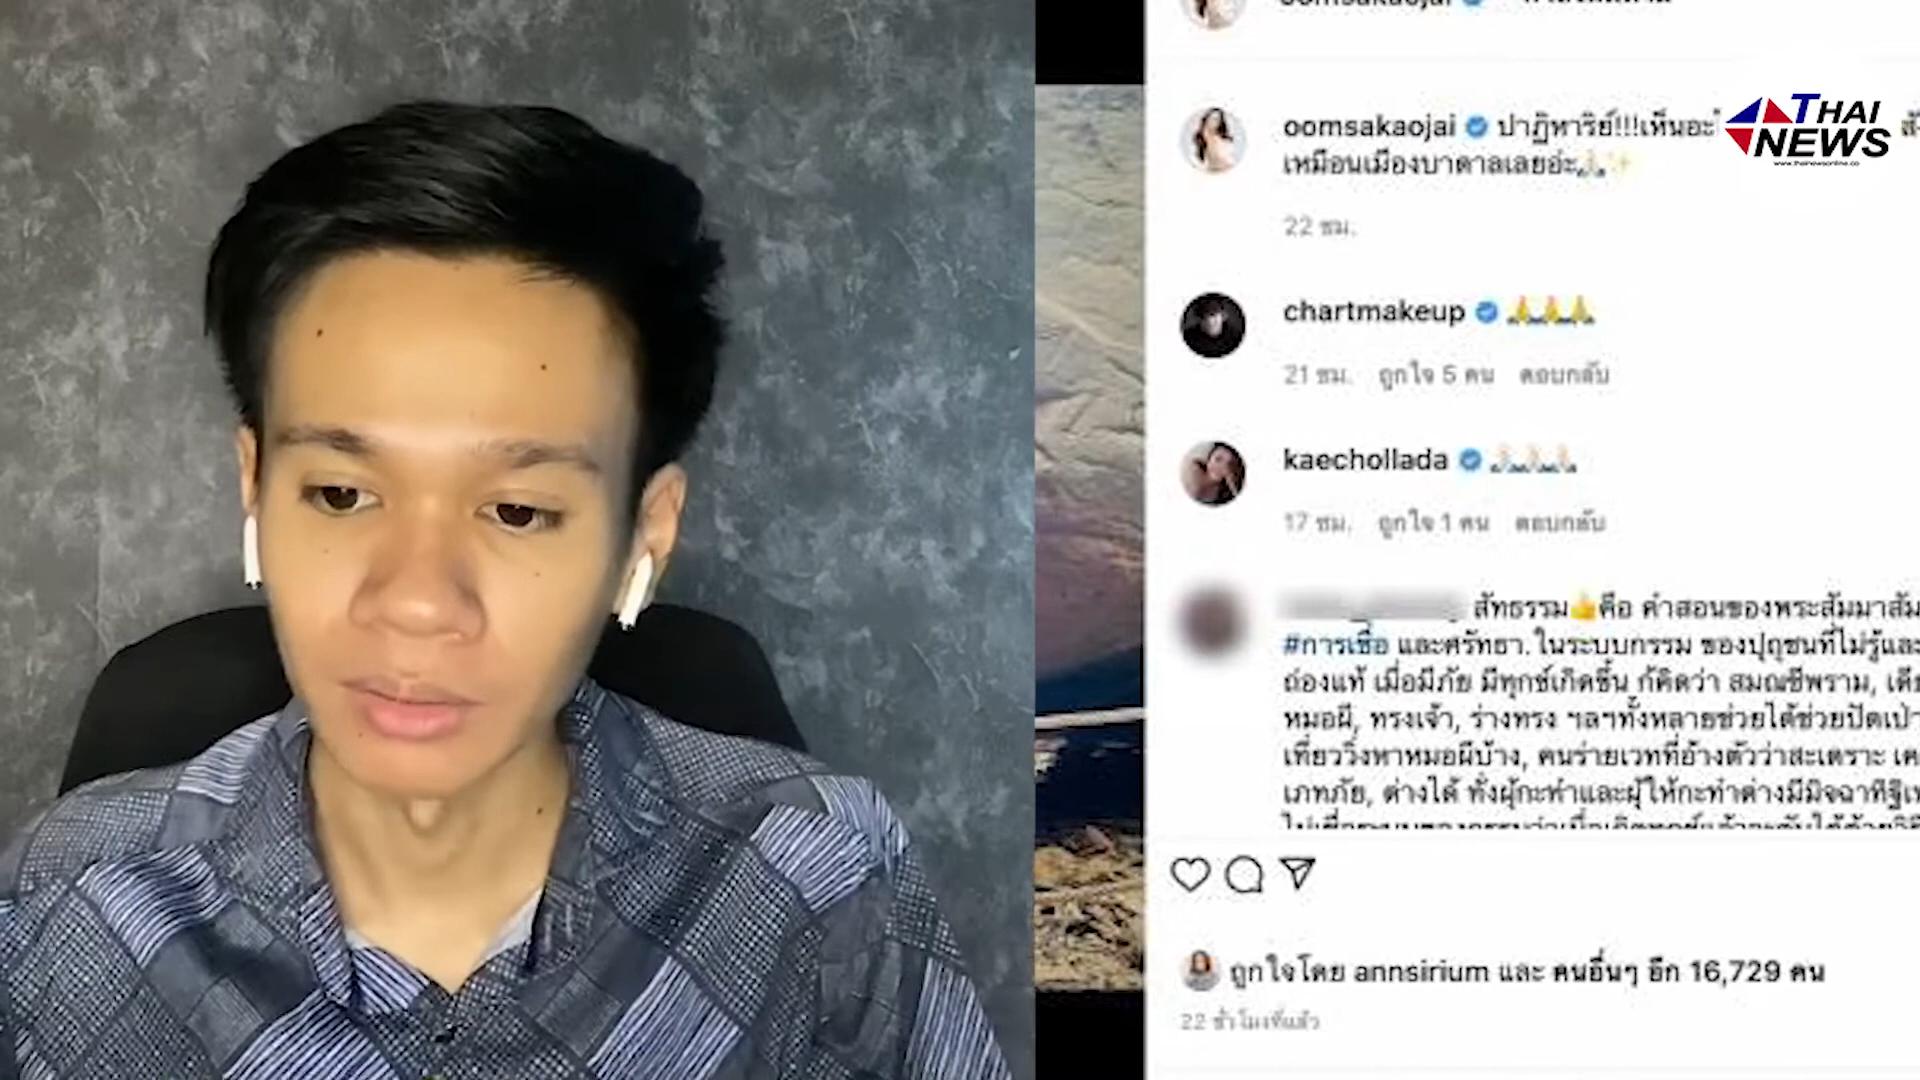 THAI
NEWS
www.thainewsonline.co
oomsakaojai
oomsakaojai ปาฏิหาริย์!!!เห็นอะไ
เหมือนเมืองบาดาลเลยอ่ะ🙏🏻✨
22 ชม.
chartmakeup 🙏🙏🙏
21 ชม. ถูกใจ 5 คน ตอบกลับ
kaechollada 🙏🏻🙏🏻🙏🏻
17 ชม. ถูกใจ 1 คน ตอบกลับ
สัทธรรม👍คือ คำสอนของพระสัมมาสัม
#การเชื่อ และศรัทธา. ในระบบกรรม ของปุถุชนที่ไม่รู้และ
ถ่องแท้ เมื่อมีภัย มีทุกข์เกิดขึ้น ก็คิดว่า สมณชีพราม, เดีย
หมอผี, ทรงเจ้า, ร่างทรง ฯลฯทั้งหลายช่วยได้ช่วยปัดเป่า
เที่ยววิ่งหาหมอผีบ้าง, คนร่ายเวทที่อ้างตัวว่าสะเดราะ เค
เภทภัย, ต่างได้ ทั้งผู้กะทำและผู้ให้กะทำต่างมีมิจฉาทิฐิเ
ถูกใจโดย annsirium และ คนอื่นๆ อีก 16,729 คน
22 ชั่วโมงที่แล้ว